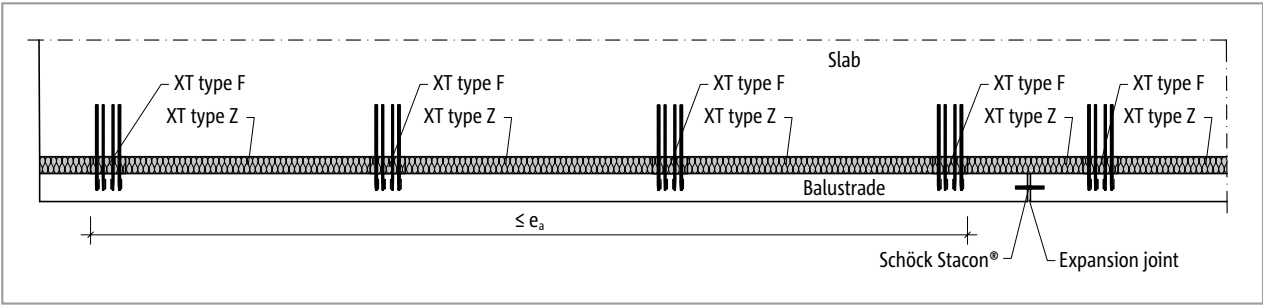 Slab
XT type F
XT type F
XT type F
XT type F
XT type F
XT type Z
XT type Z
XT type Z
XT type Z
XT type Z
Balustrade
≤ eₐ
Schöck Stacon®
Expansion joint